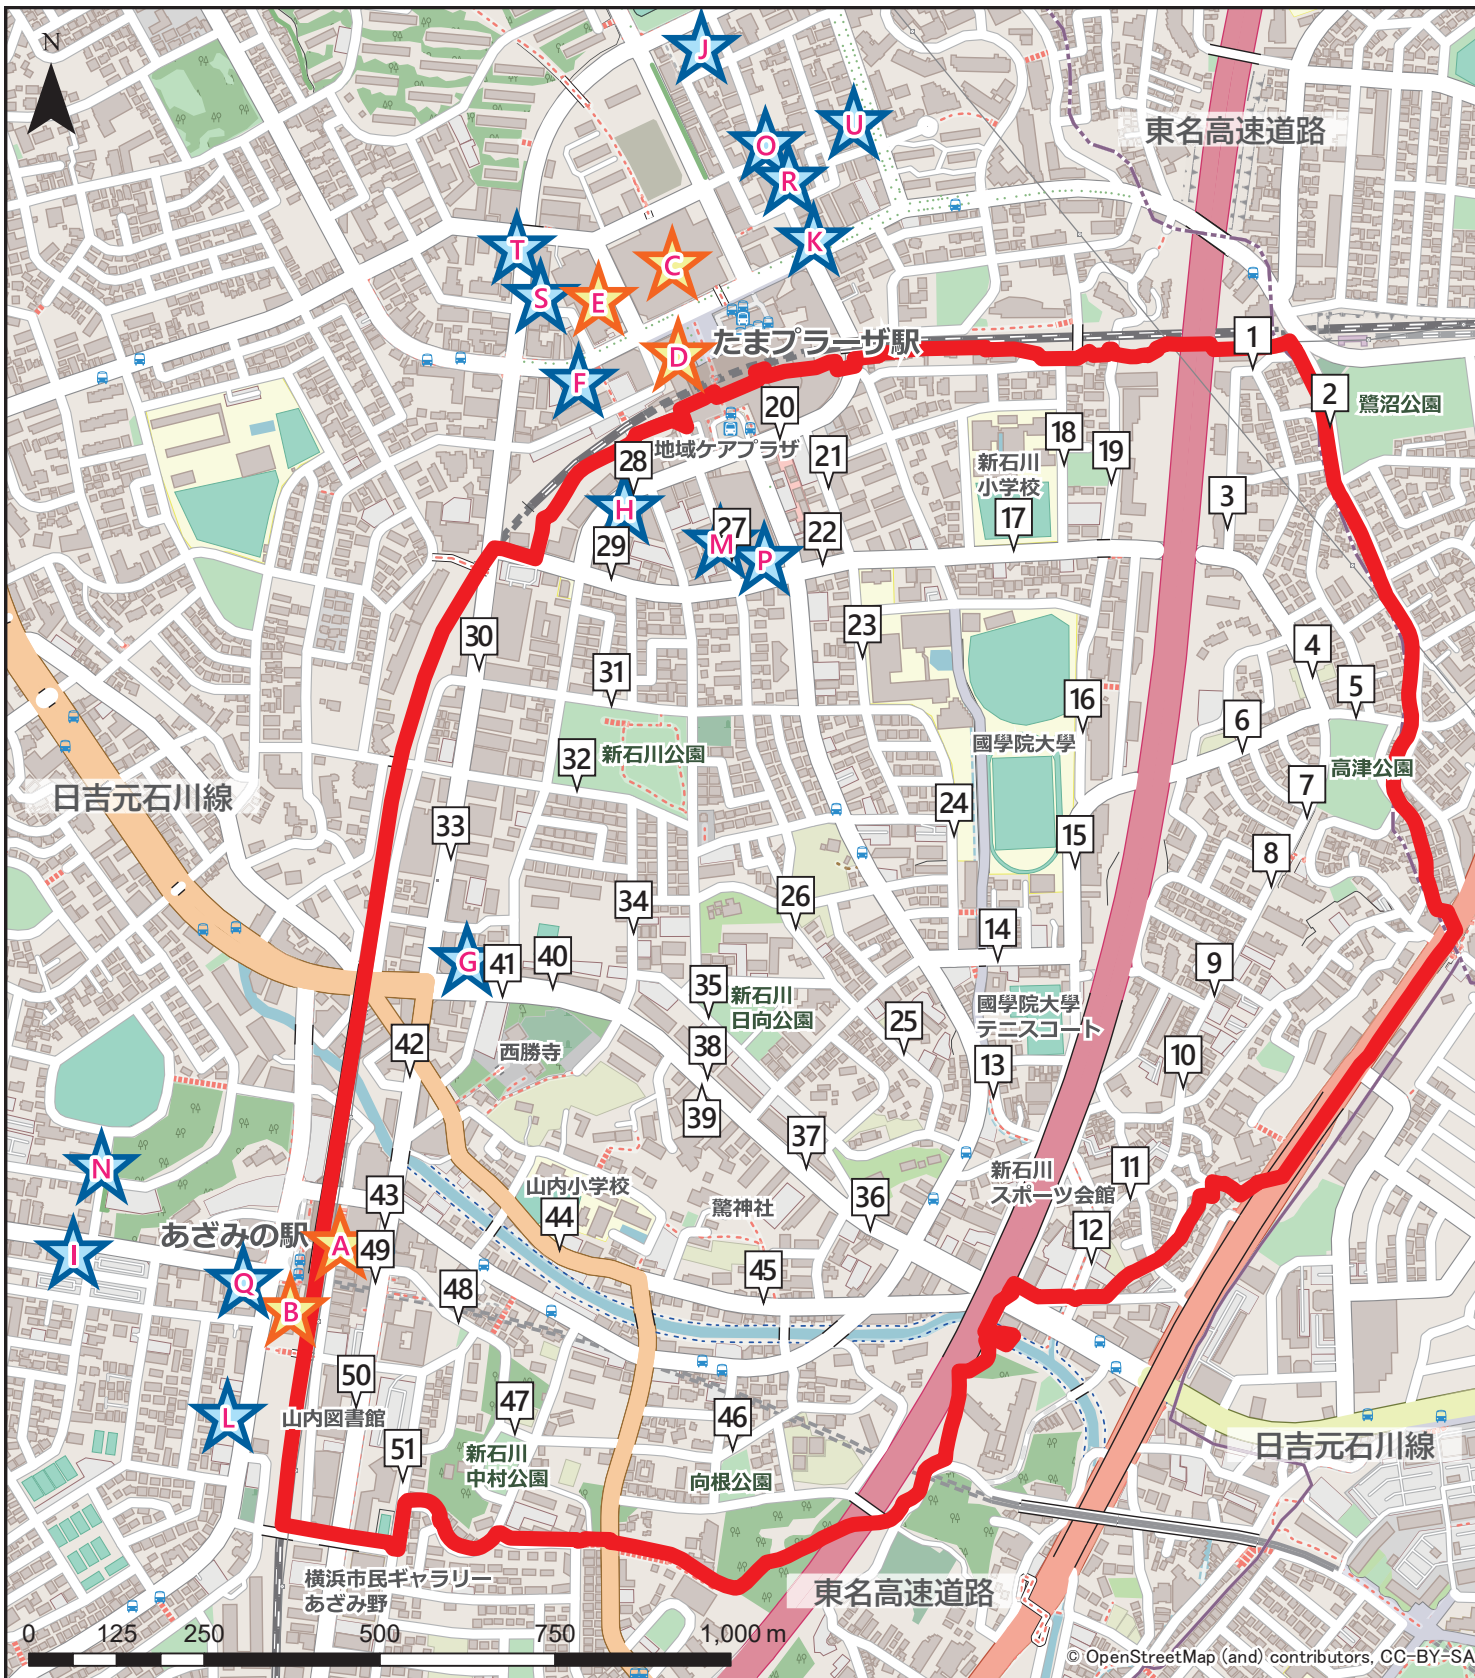 N
J
東名高速道路
U
O
R
K
T
S
E
C
D
たまプラーザ駅
1
F
2
鷺沼公園
20
地域ケアプラザ
18
19
21
新石川
小学校
28
H
3
17
27
M
P
22
29
23
30
4
31
5
16
6
新石川公園
國學院大學
32
高津公園
7
日吉元石川線
24
33
15
8
34
26
14
G
41
40
9
35
新石川
日向公園
國學院大學
テニスコート
25
42
西勝寺
38
10
13
39
37
N
11
新石川
スポーツ会館
山内小学校
驚神社
43
36
44
あざみの駅
A
49
12
I
Q
B
45
48
50
47
46
L
山内図書館
51
新石川
中村公園
向根公園
日吉元石川線
横浜市民ギャラリー
あざみ野
東名高速道路
0 125 250 500 750 1,000 m
© OpenStreetMap (and) contributors, CC-BY-SA